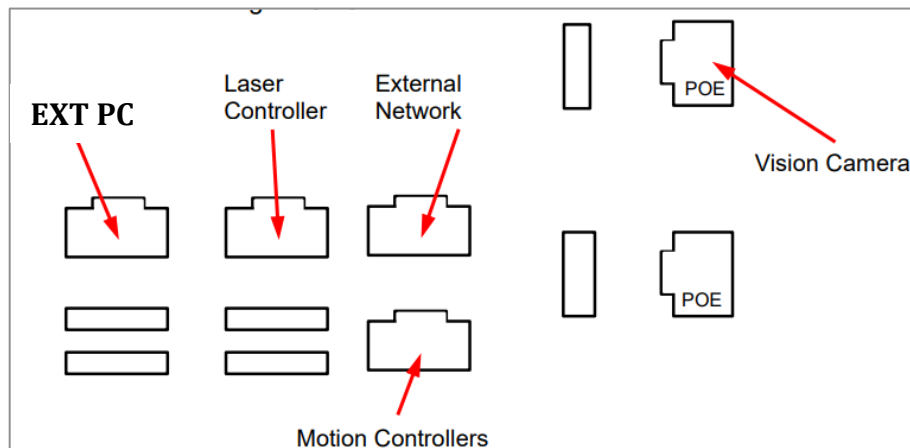 EXT PC
Laser
Controller
External
Network
POE
Vision Camera
POE
Motion Controllers